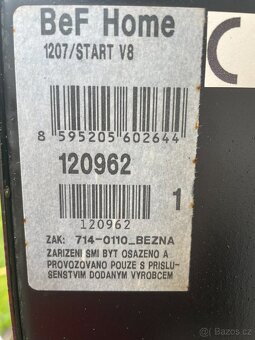 BeF Home
1207/START V8
8 595205 602644
120962
1
120962
ZAK: 714-0110_BEZNA
ZARIZENI SMI BYT OSAZENO A
PROVOZOVANO POUZE S PRISLU-
SENSTVIM DODANYM VYROBCEM
C
Sbazoš.cz